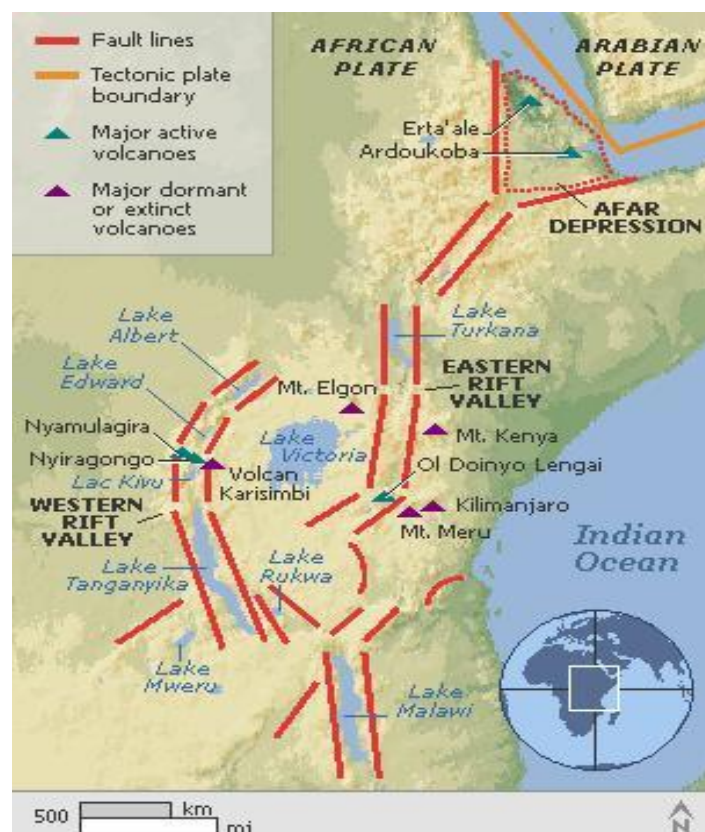 Fault lines
Tectonic plate
boundary
Major active
volcanoes
Major dormant
or extinct
volcanoes
AFRICAN
PLATE
ARABIAN
PLATE
Erta'ale
Ardoukoba
AFAR
DEPRESSION
Lake
Albert
Lake
Turkana
Lake
Edward
Mt. Elgon
EASTERN
RIFT
VALLEY
Nyamulagira
Nyiragongo
Lake
Victoria
Mt. Kenya
Lac Kivu
Volcan
Karisimbi
Ol Doinyo Lengai
WESTERN
RIFT
VALLEY
Kilimanjaro
Mt. Meru
Indian
Ocean
Lake
Tanganyika
Lake
Rukwa
Lake
Mweru
Lake
Malawi
500
km
mi
N